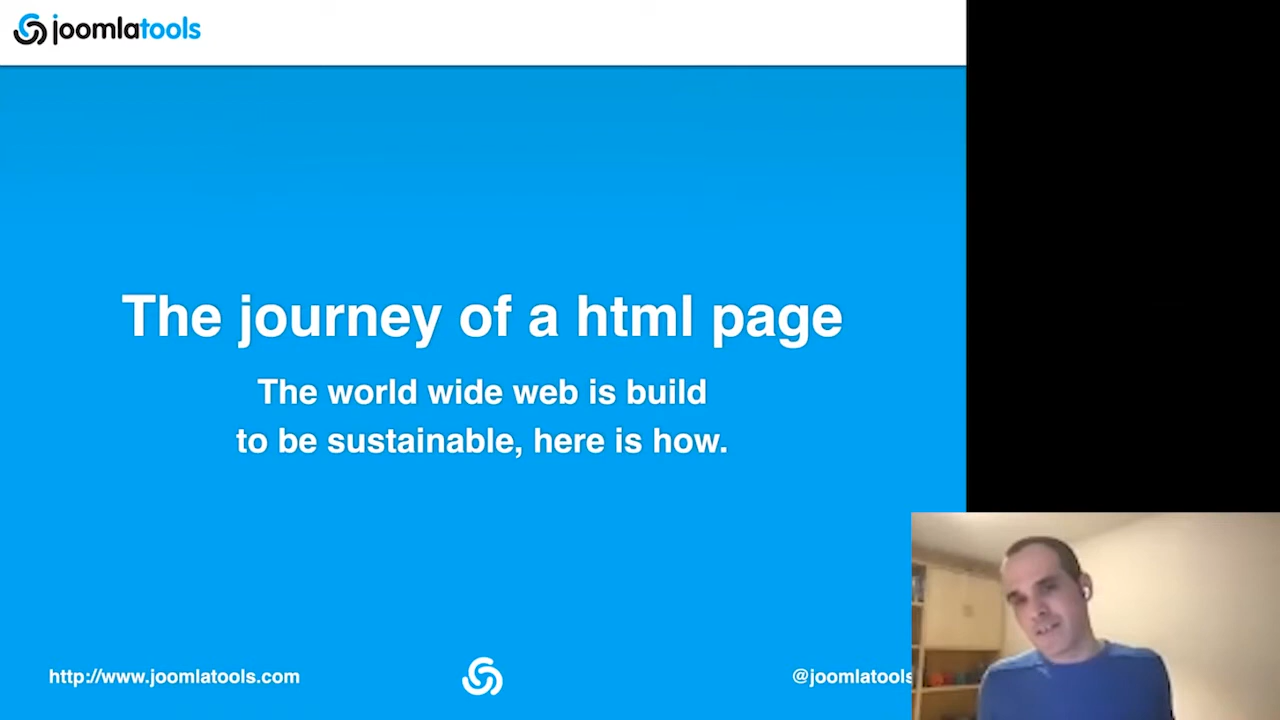 joomlatools
The journey of a html page
The world wide web is build
to be sustainable, here is how.
http://www.joomlatools.com
@joomlatools